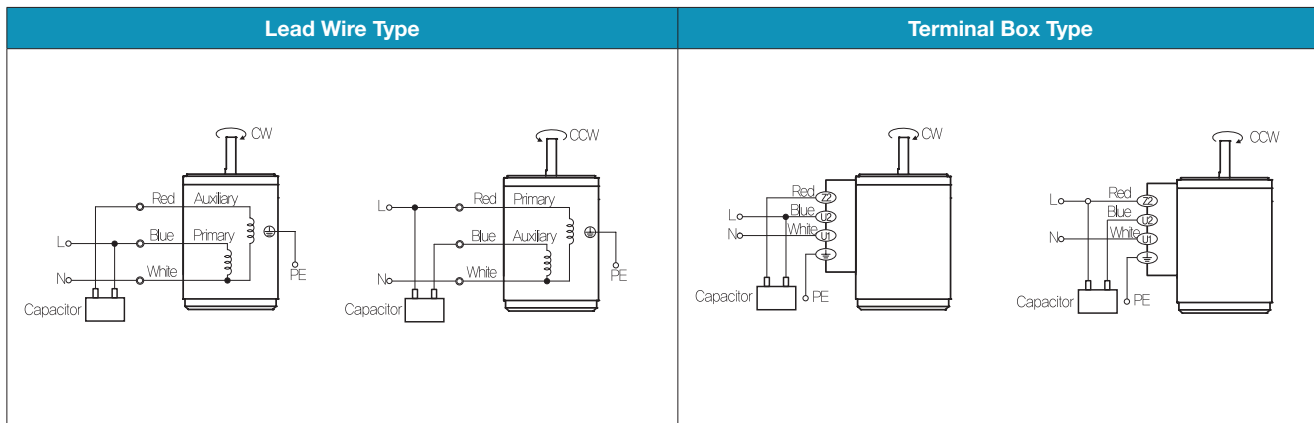 Lead Wire Type
Terminal Box Type
CW
Red Auxiliary
L Blue Primary
N White
PE
Capacitor
CCW
L Red Primary
Blue Auxiliary
N White
PE
Capacitor
CW
Red Z2
L Blue U2
N White U1
Capacitor PE
CCW
L Red Z2
Blue U2
N White U1
Capacitor PE